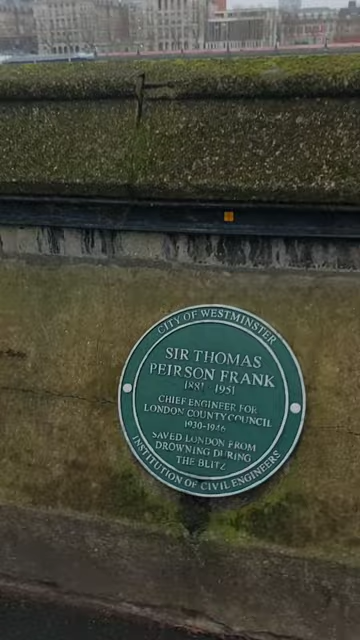 CITY OF WESTMINSTER
SIR THOMAS
PEIRSON FRANK
1881 1951
CHIEF ENGINEER FOR
LONDON COUNTY COUNCIL
1930-1946
SAVED LONDON FROM
DROWNING DURING
THE BLITZ
INSTITUTION OF CIVIL ENGINEERS